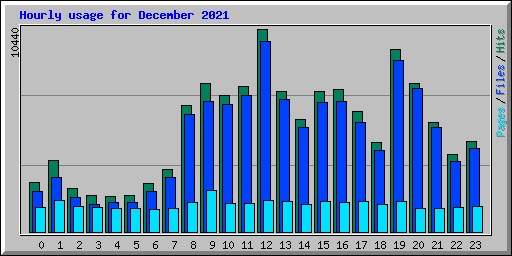 Hourly usage for December 2021
10440
Pages/Files/Hits
0 1 2 3 4 5 6 7 8 9 10 11 12 13 14 15 16 17 18 19 20 21 22 23